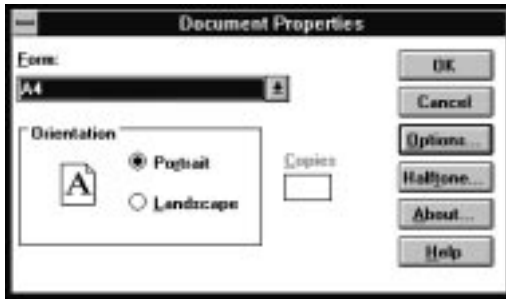 Document Properties
Form:
A4
OK
Cancel
Orientation
A
Portrait
Landscape
Copies
Options...
Halftone...
About...
Help